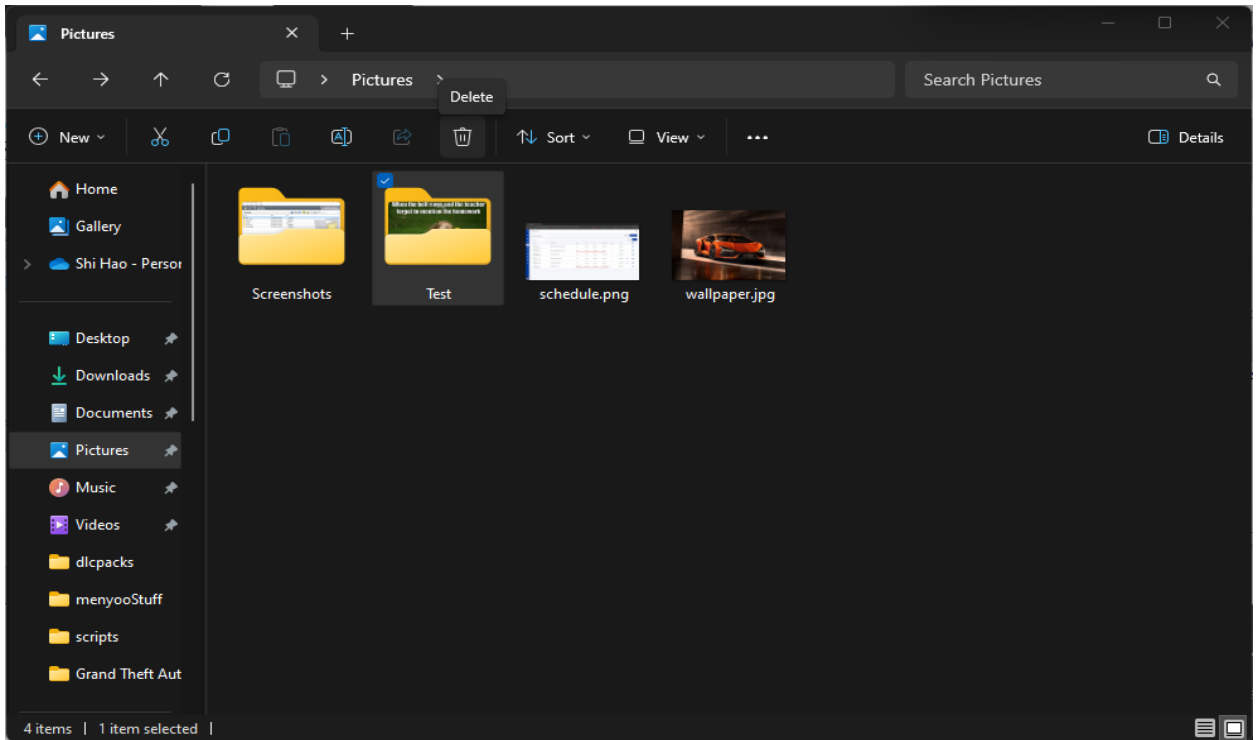 Pictures
Pictures
Search Pictures
Delete
New
Sort
View
Details
Home
Gallery
Shi Hao - Persor
Desktop
Downloads
Documents
Pictures
Music
Videos
dlcpacks
menyooStuff
scripts
Grand Theft Aut
When the bell rings and the teacher
forgot to mention the homework
Screenshots
Test
schedule.png
wallpaper.jpg
4 items | 1 item selected |